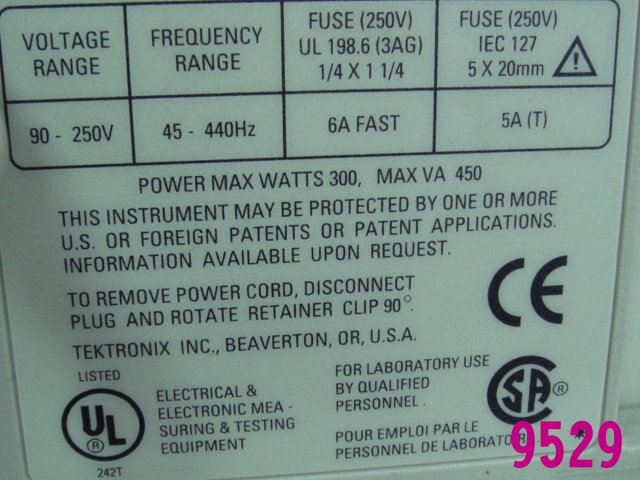 VOLTAGE RANGE
FREQUENCY RANGE
FUSE (250V)
UL 198.6 (3AG)
1/4 X 1 1/4
FUSE (250V)
IEC 127
5 X 20mm
90 - 250V
45 - 440Hz
6A FAST
5A (T)
POWER MAX WATTS 300, MAX VA 450
THIS INSTRUMENT MAY BE PROTECTED BY ONE OR MORE
U.S. OR FOREIGN PATENTS OR PATENT APPLICATIONS.
INFORMATION AVAILABLE UPON REQUEST.
TO REMOVE POWER CORD, DISCONNECT
PLUG AND ROTATE RETAINER CLIP 90°.
TEKTRONIX INC., BEAVERTON, OR, U.S.A.
CE
LISTED
UL
®
242T
ELECTRICAL &
ELECTRONIC MEA -
SURING & TESTING
EQUIPMENT
FOR LABORATORY USE
BY QUALIFIED
PERSONNEL.
POUR EMPLOI PAR LE
PERSONNEL DE LABORATOIR
SA ®
9529